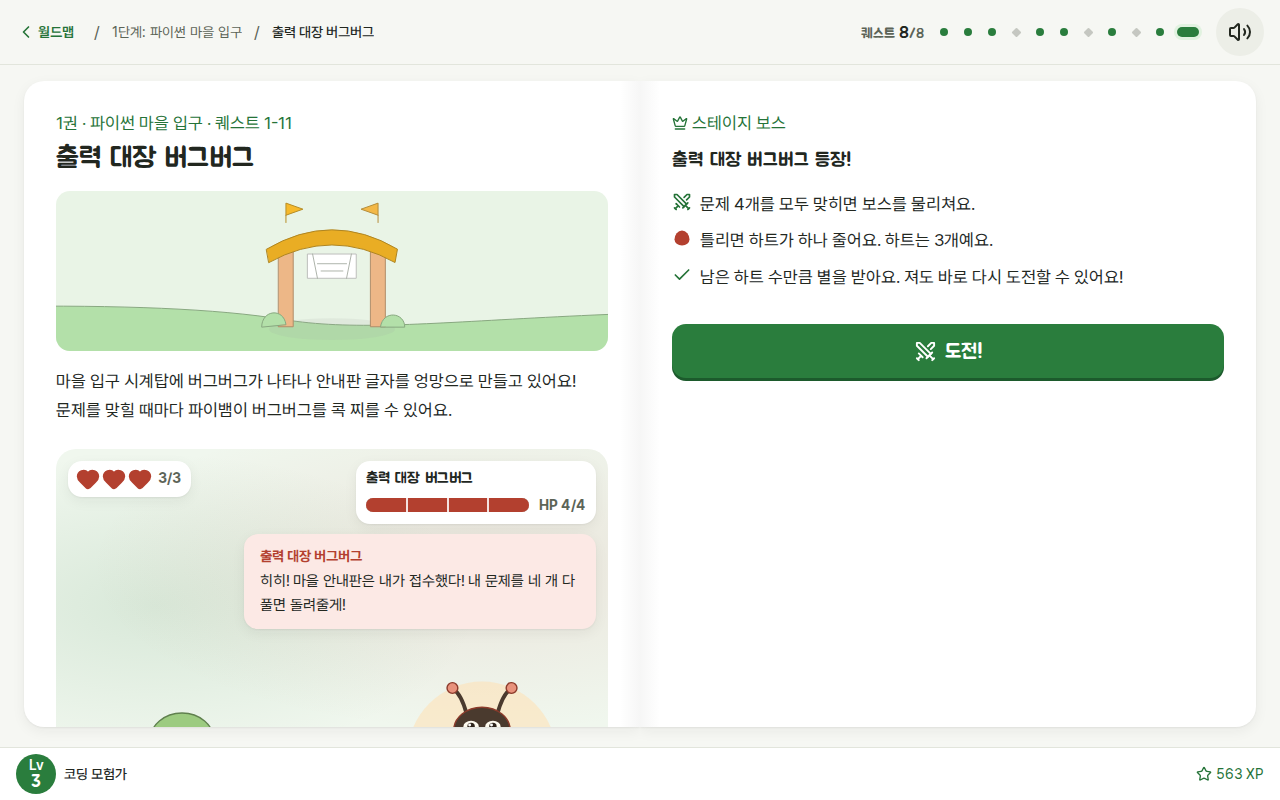 월드맵 / 1단계: 파이썬 마을 입구 / 출력 대장 버그버그
퀘스트 8/8
1권 · 파이썬 마을 입구 · 퀘스트 1-11
출력 대장 버그버그
마을 입구 시계탑에 버그버그가 나타나 안내판 글자를 엉망으로 만들고 있어요!
문제를 맞힐 때마다 파이뱀이 버그버그를 콕 찌를 수 있어요.
3/3
출력 대장 버그버그
HP 4/4
출력 대장 버그버그
히히! 마을 안내판은 내가 접수했다! 내 문제를 네 개 다
풀면 돌려줄게!
스테이지 보스
출력 대장 버그버그 등장!
문제 4개를 모두 맞히면 보스를 물리쳐요.
틀리면 하트가 하나 줄어요. 하트는 3개예요.
남은 하트 수만큼 별을 받아요. 져도 바로 다시 도전할 수 있어요!
도전!
Lv
3
코딩 모험가
563 XP